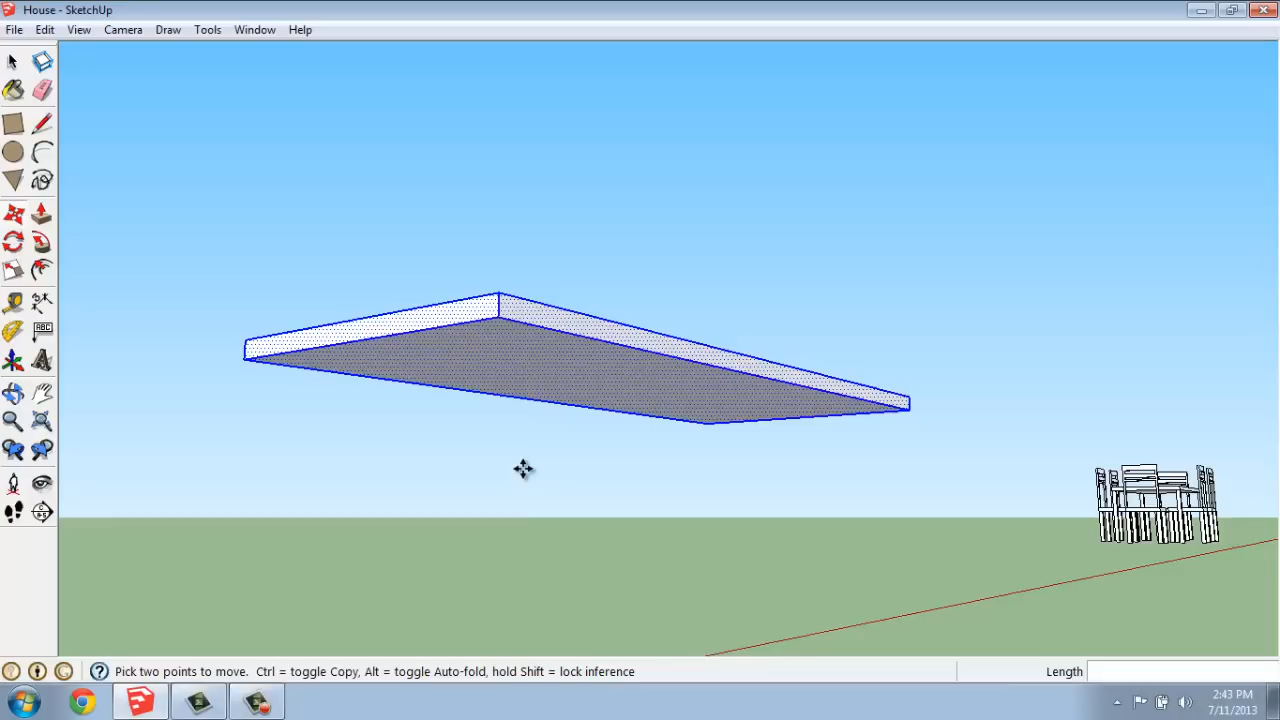 House - SketchUp
File Edit View Camera Draw Tools Window Help
ABC
A
Pick two points to move. Ctrl = toggle Copy, Alt = toggle Auto-fold, hold Shift = lock inference
Length
2:43 PM
7/11/2013